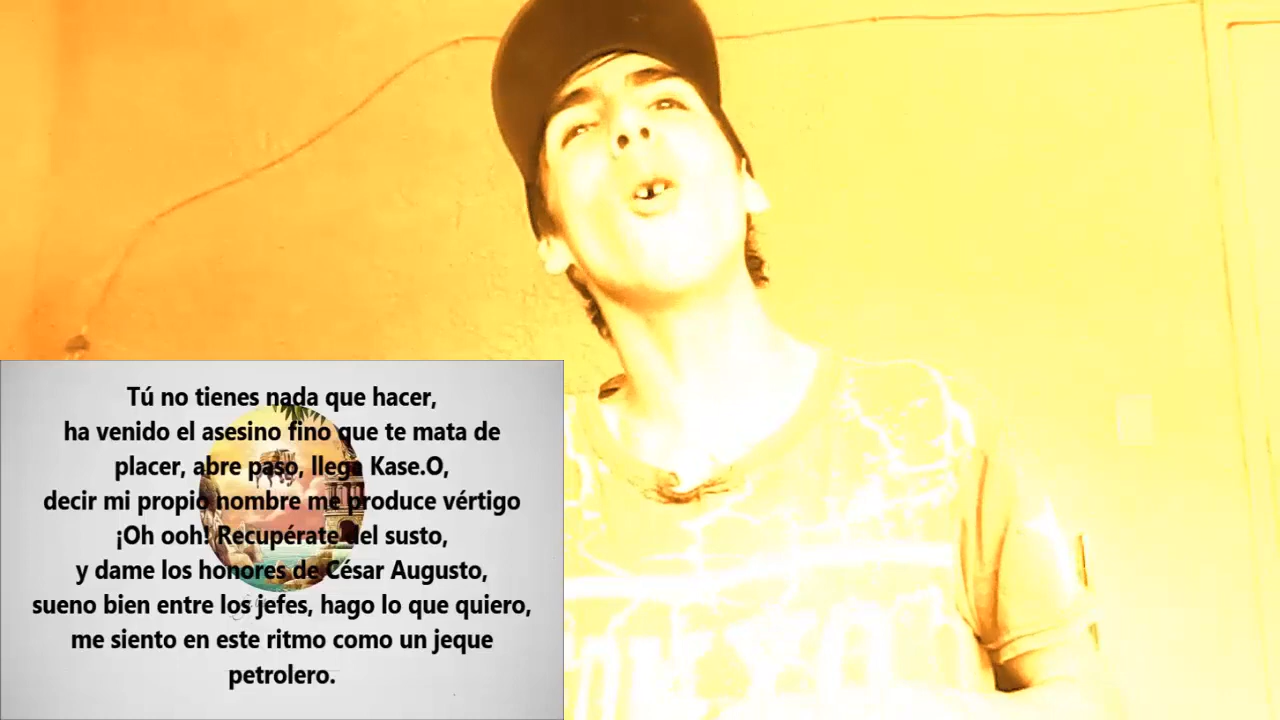 Tú no tienes nada que hacer,
ha venido el asesino fino que te mata de
placer, abre paso, llega Kase.O,
decir mi propio nombre me produce vértigo
¡Oh ooh! Recupérate del susto,
y dame los honores de César Augusto,
sueno bien entre los jefes, hago lo que quiero,
me siento en este ritmo como un jeque
petrolero.